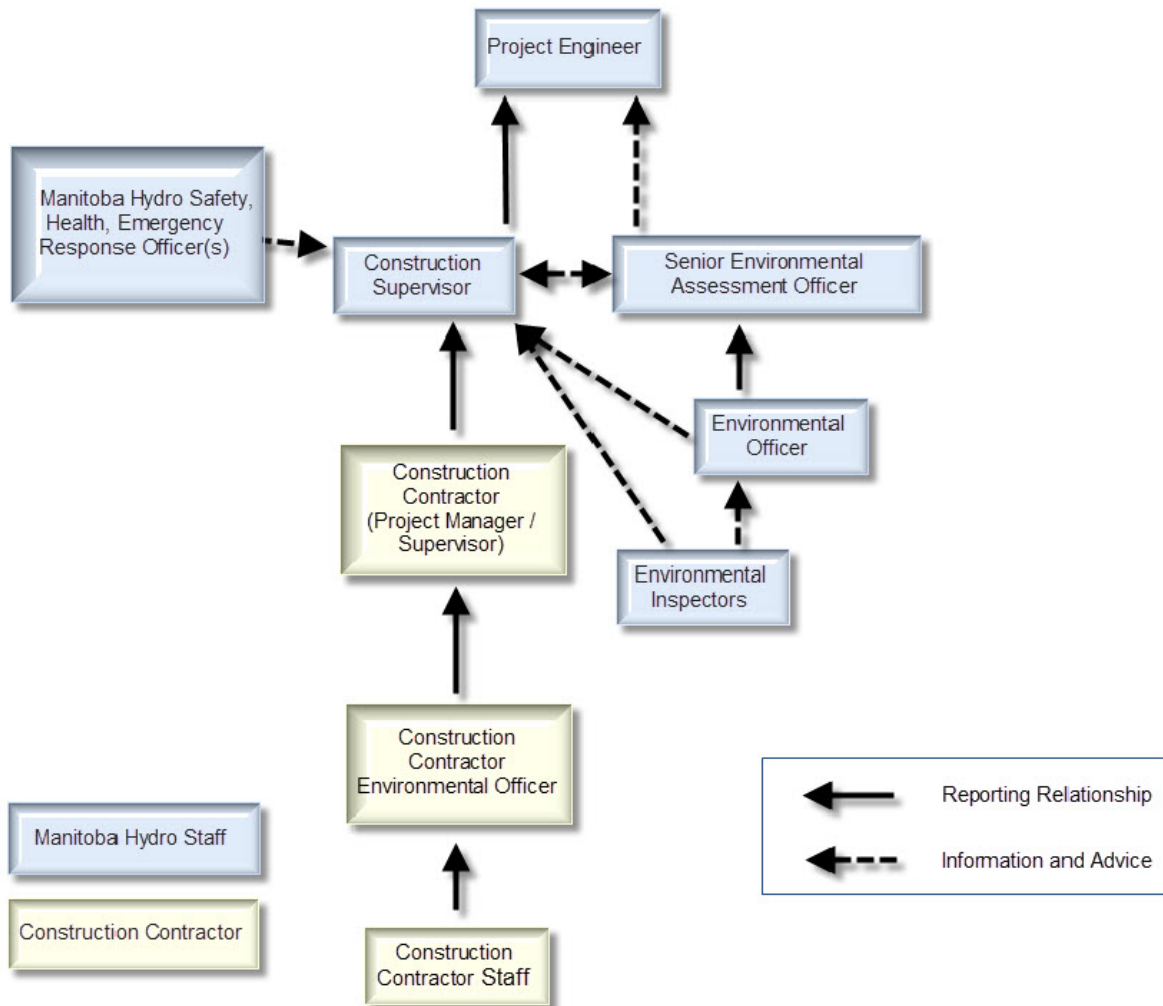 Project Engineer
Manitoba Hydro Safety,
Health, Emergency
Response Officer(s)
Construction
Supervisor
Senior Environmental
Assessment Officer
Environmental
Officer
Construction
Contractor
(Project Manager /
Supervisor)
Environmental
Inspectors
Construction
Contractor
Environmental Officer
Reporting Relationship
Information and Advice
Manitoba Hydro Staff
Construction Contractor
Construction
Contractor Staff